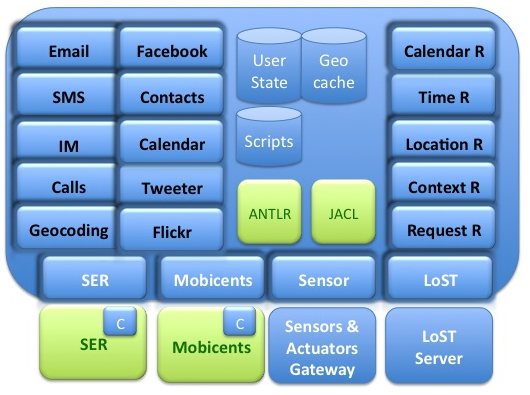 Email
Facebook
User
State
Geo
cache
Calendar R
SMS
Contacts
Time R
IM
Calendar
Scripts
Location R
Calls
Tweeter
Context R
Geocoding
Flickr
ANTLR
JACL
Request R
SER
Mobicents
Sensor
LoST
C
SER
C
Mobicents
Sensors &
Actuators
Gateway
LoST
Server